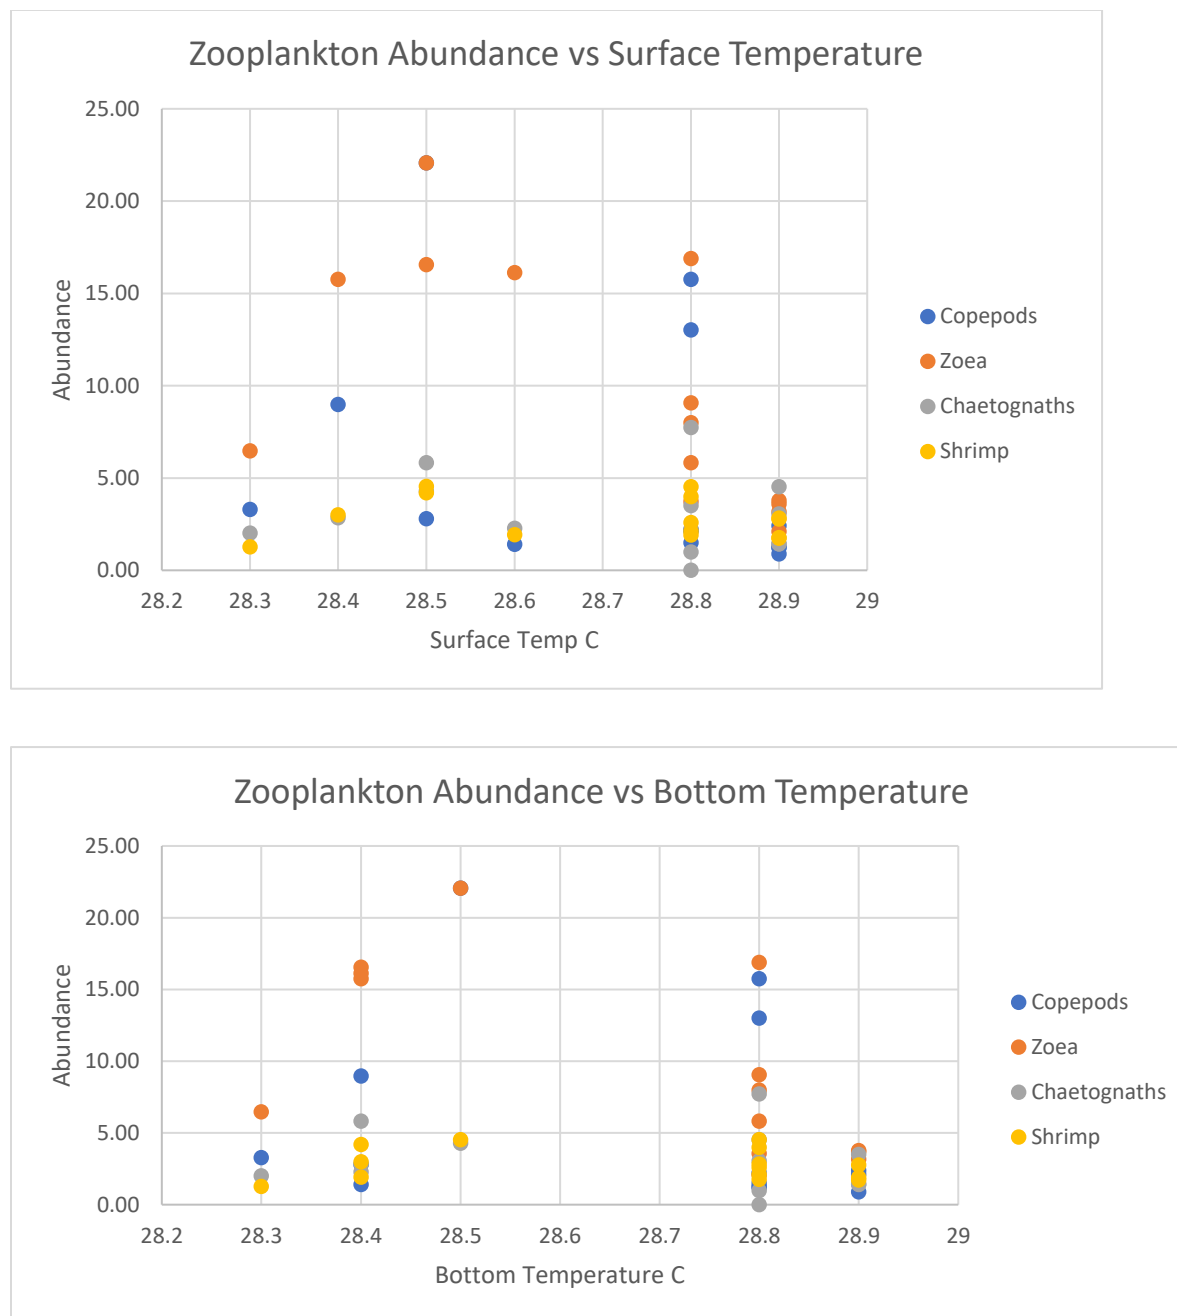 Zooplankton Abundance vs Surface Temperature
25.00
20.00
15.00
10.00
5.00
0.00
Abundance
28.2 28.3 28.4 28.5 28.6 28.7 28.8 28.9 29
Surface Temp C
Copepods
Zoea
Chaetognaths
Shrimp
Zooplankton Abundance vs Bottom Temperature
25.00
20.00
15.00
10.00
5.00
0.00
Abundance
28.2 28.3 28.4 28.5 28.6 28.7 28.8 28.9 29
Bottom Temperature C
Copepods
Zoea
Chaetognaths
Shrimp